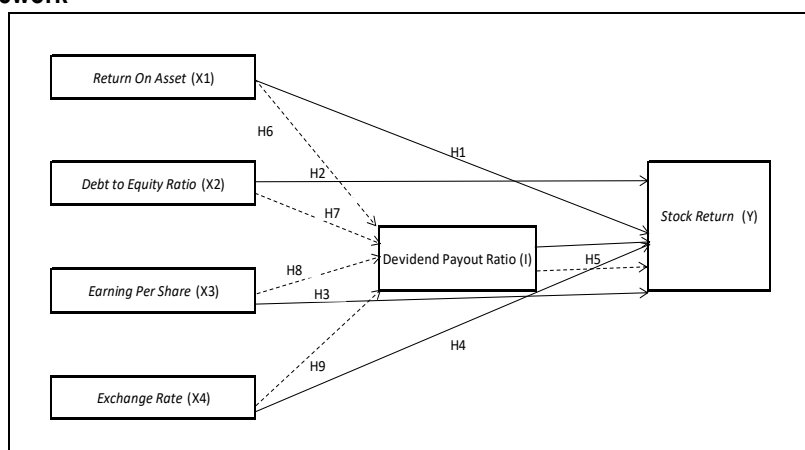 Return On Asset (X1)
H6
H1
Debt to Equity Ratio (X2)
H2
H7
Stock Return (Y)
Devidend Payout Ratio (I)
H5
H8
Earning Per Share (X3)
H3
H4
H9
Exchange Rate (X4)